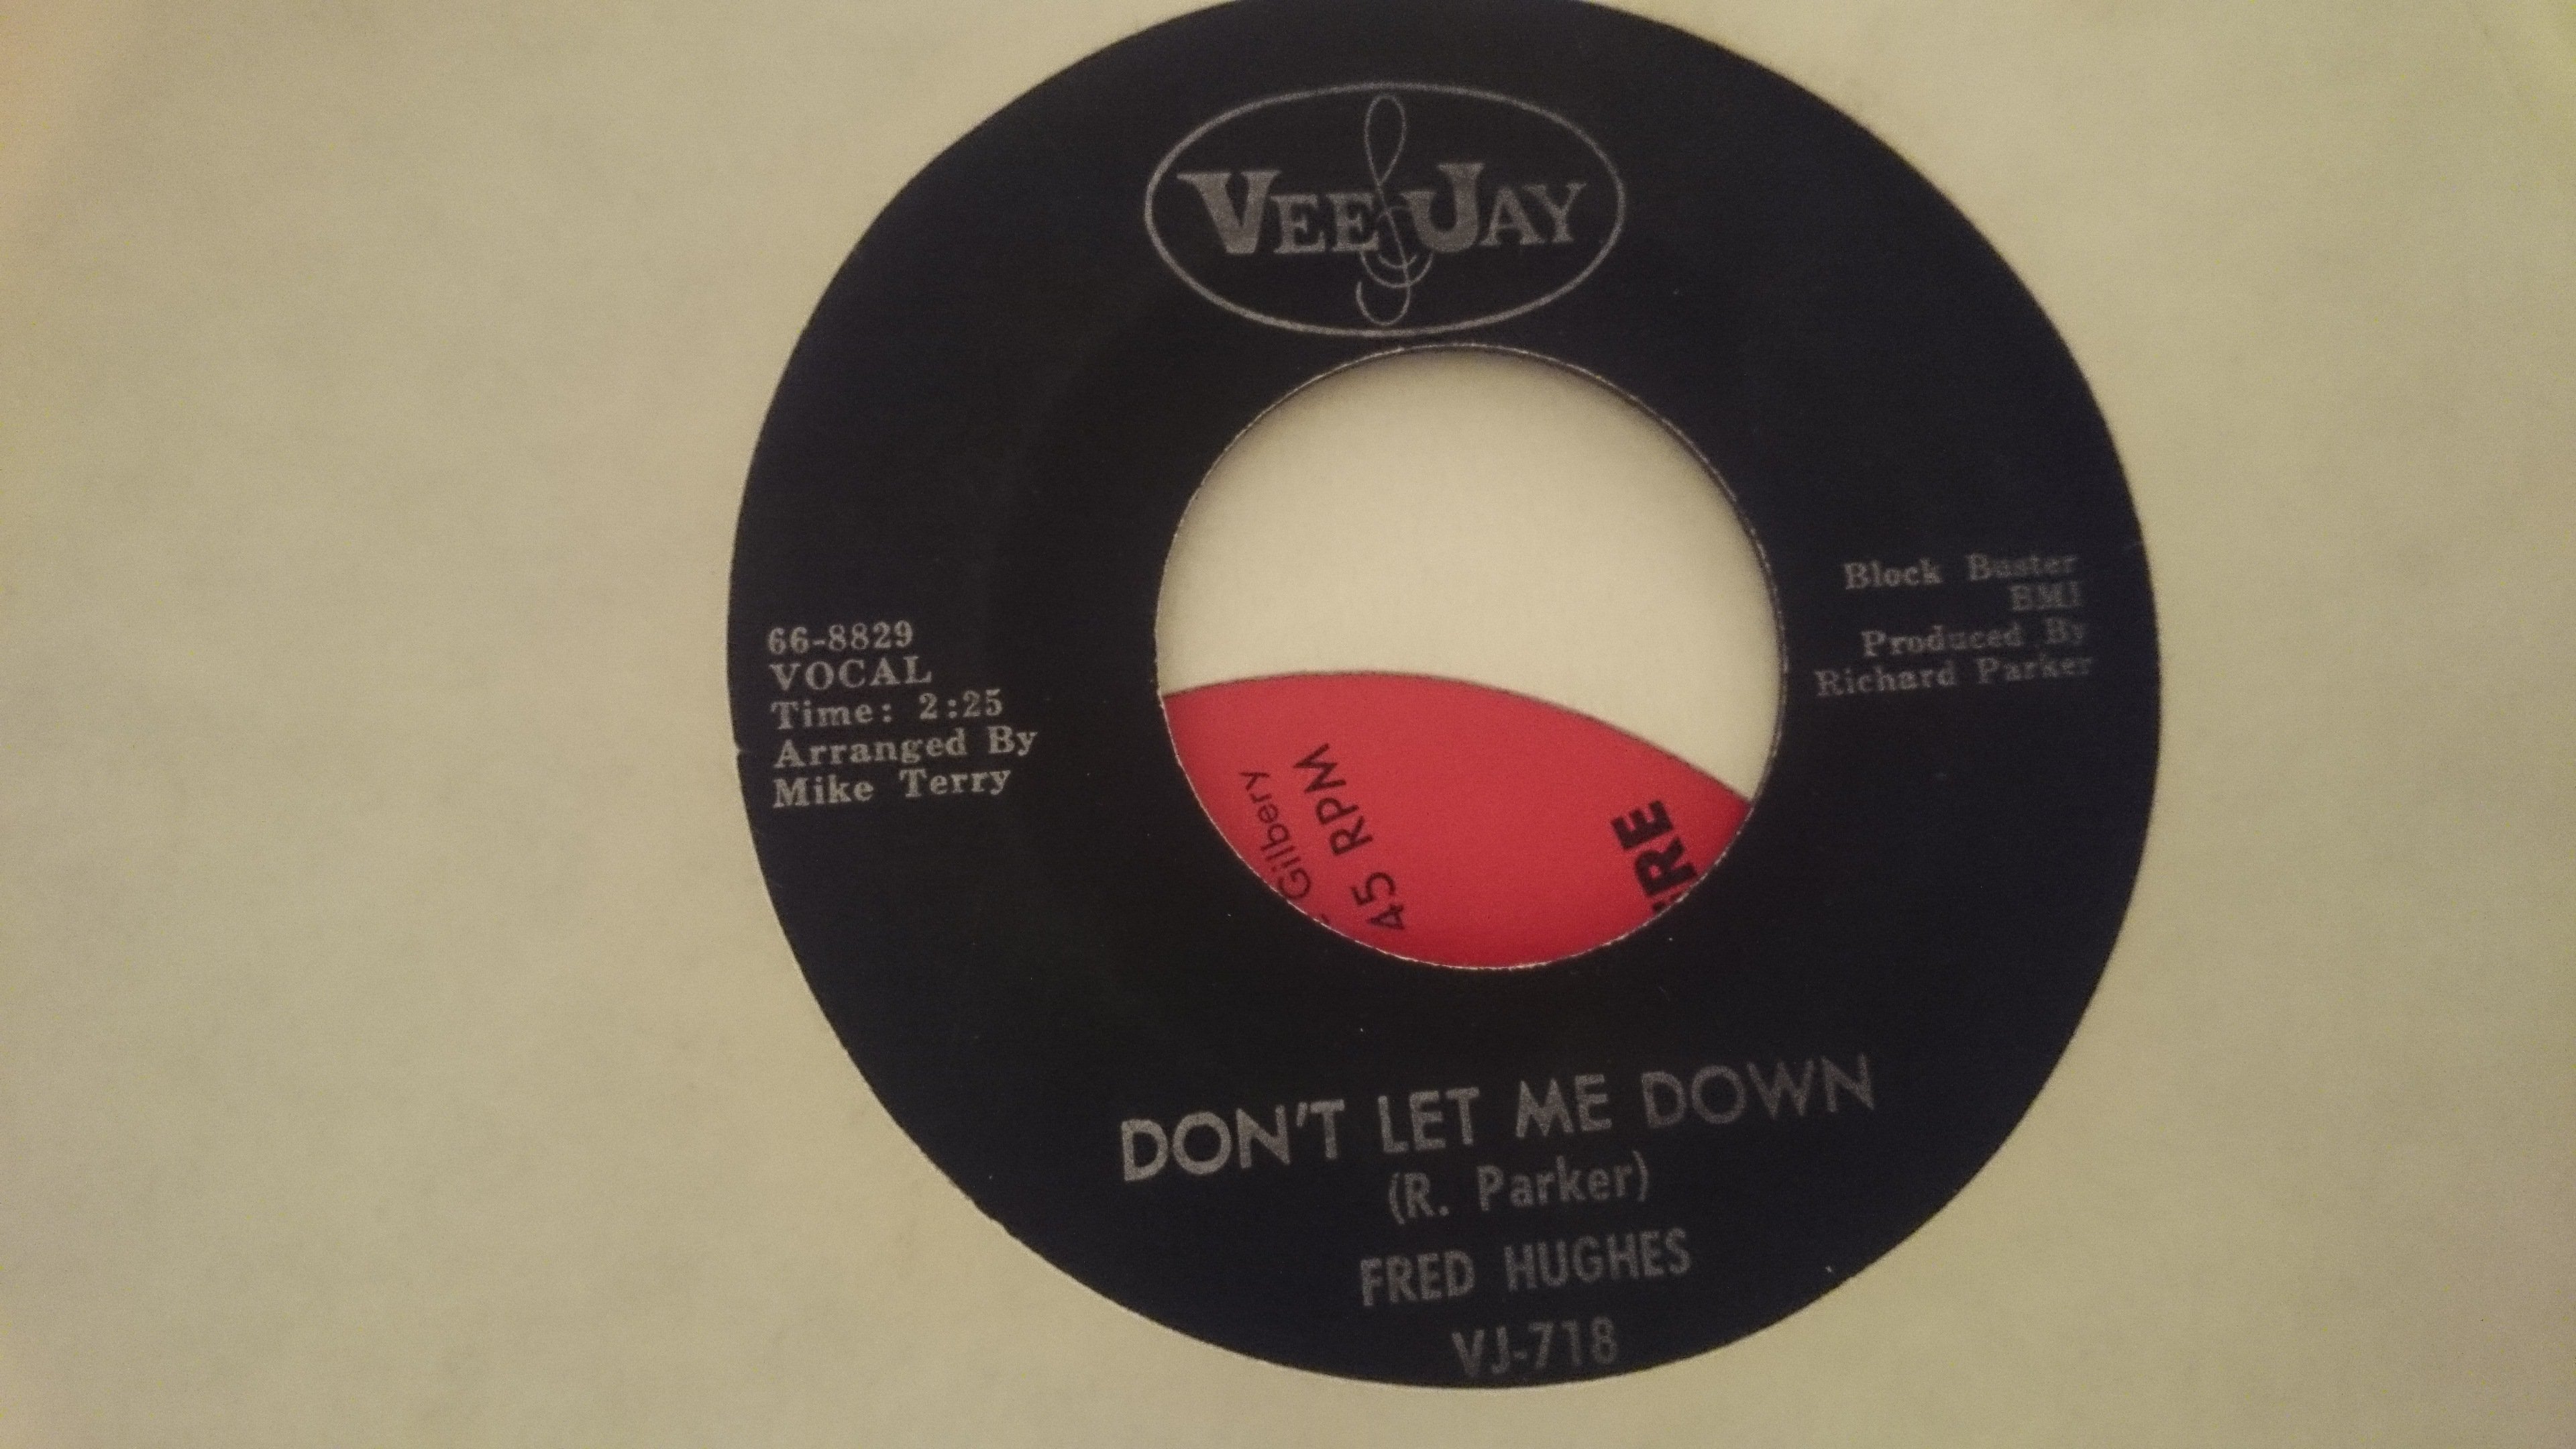 VEE JAY
66-8829
VOCAL
Time: 2:25
Arranged By
Mike Terry
Block Buster
BMI
Produced By
Richard Parker
Gilbery
45 RPM
DON'T LET ME DOWN
(R. Parker)
FRED HUGHES
VJ-718